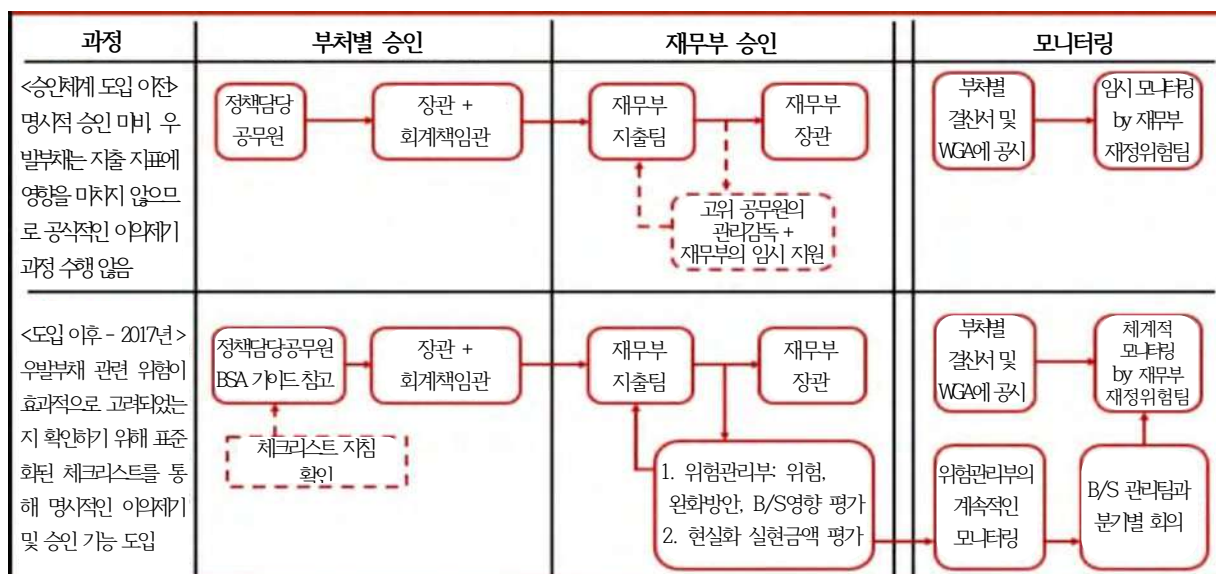 과정
부처별 승인
재무부 승인
모니터링
<승인체계 도입 이전>
명시적 승인 미비, 우
발부채는 지출 지표에
영향을 미치지 않으므
로 공식적인 이의제기
과정 수행 않음
정책담당
공무원
장관 +
회계책임관
재무부
지출팀
재무부
장관
고위 공무원의
관리감독 +
재무부의 임시 지원
부처별
결산서 및
WGA에 공시
임시 모니터링
by 재무부
재정위험팀
<도입 이후 - 2017년 >
우발부채 관련 위험이
효과적으로 고려되었는
지 확인하기 위해 표준
화된 체크리스트를 통
해 명시적인 이의제기
및 승인 기능 도입
정책담당공무원
BSA 가이드 참고
체크리스트 지침
확인
장관 +
회계책임관
재무부
지출팀
재무부
장관
1. 위험관리부: 위험,
완화방안, B/S영향 평가
2. 현실화 실현금액 평가
부처별
결산서 및
WGA에 공시
체계적
모니터링
by 재무부
재정위험팀
위험관리부의
계속적인
모니터링
B/S 관리팀과
분기별 회의